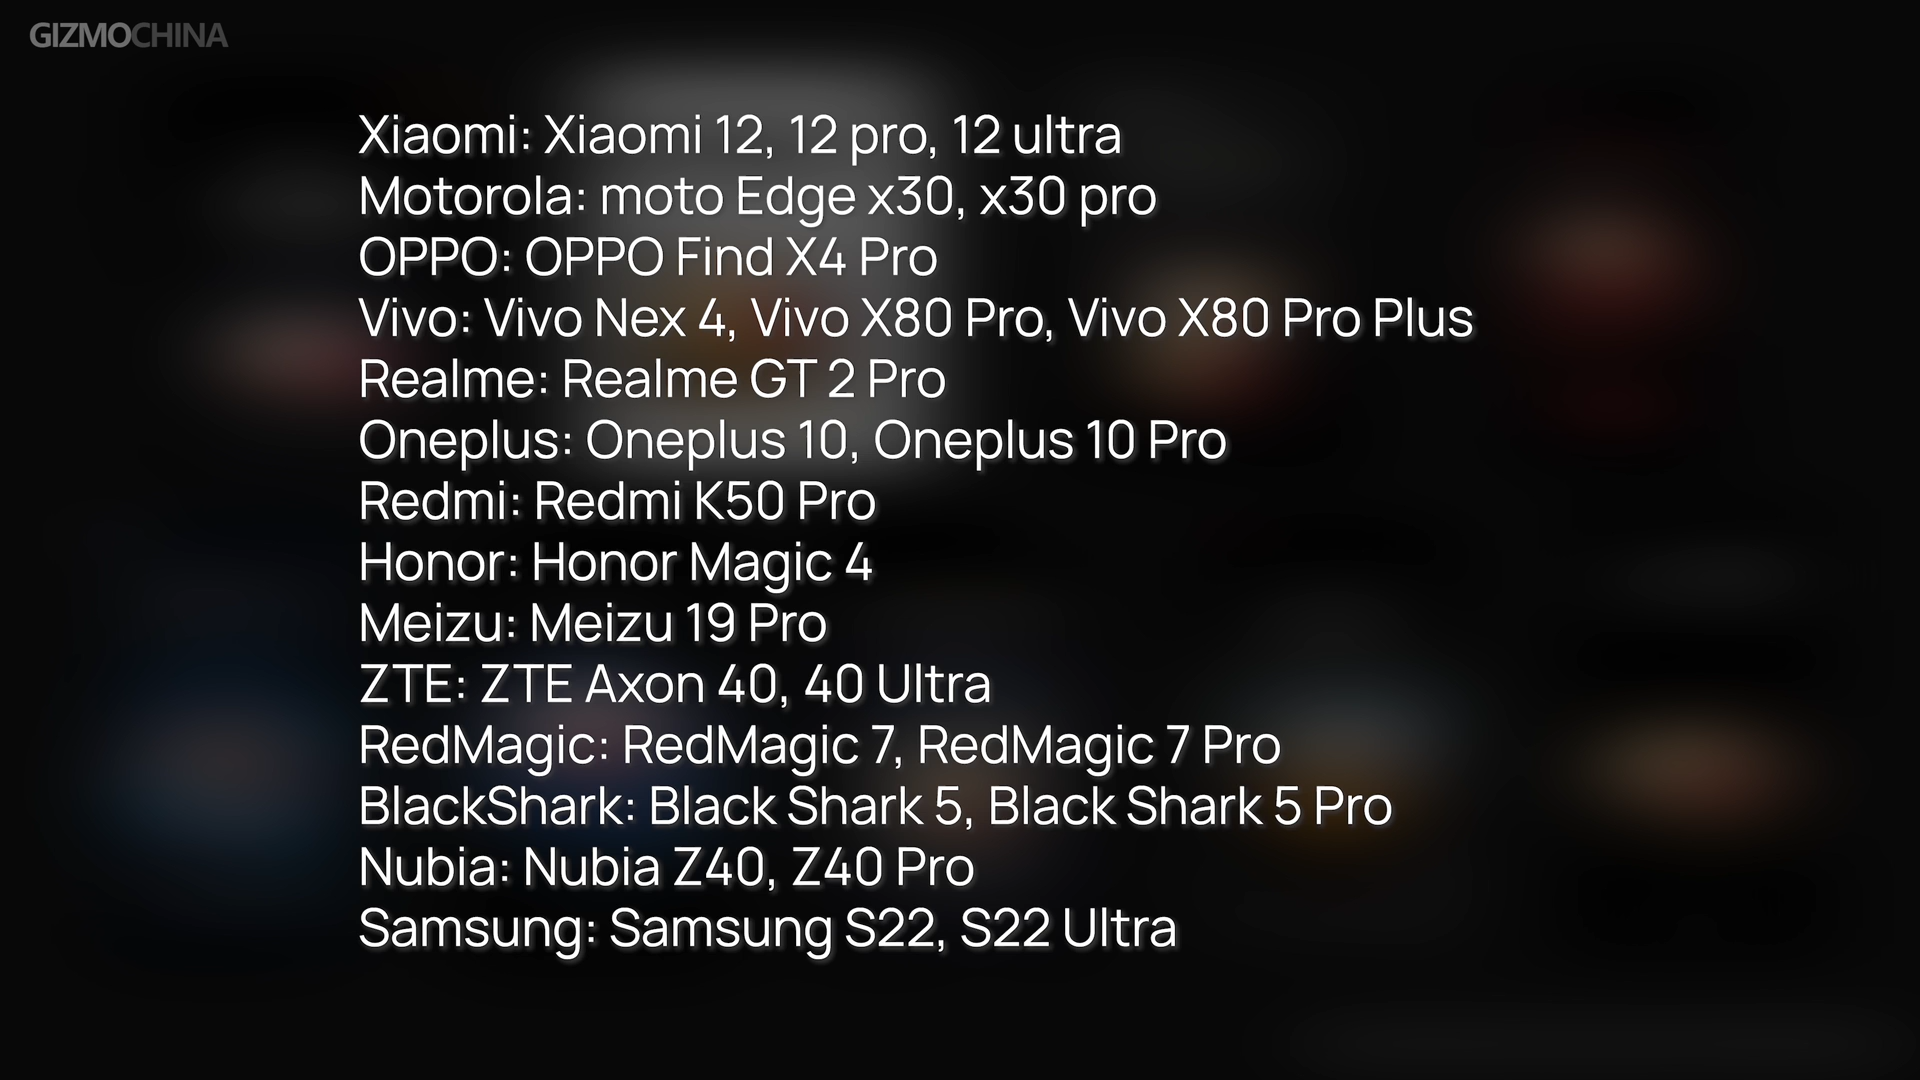 GIZMOCHINA
Xiaomi: Xiaomi 12, 12 pro, 12 ultra
Motorola: moto Edge x30, x30 pro
OPPO: OPPO Find X4 Pro
Vivo: Vivo Nex 4, Vivo X80 Pro, Vivo X80 Pro Plus
Realme: Realme GT 2 Pro
Oneplus: Oneplus 10, Oneplus 10 Pro
Redmi: Redmi K50 Pro
Honor: Honor Magic 4
Meizu: Meizu 19 Pro
ZTE: ZTE Axon 40, 40 Ultra
RedMagic: RedMagic 7, RedMagic 7 Pro
BlackShark: Black Shark 5, Black Shark 5 Pro
Nubia: Nubia Z40, Z40 Pro
Samsung: Samsung S22, S22 Ultra